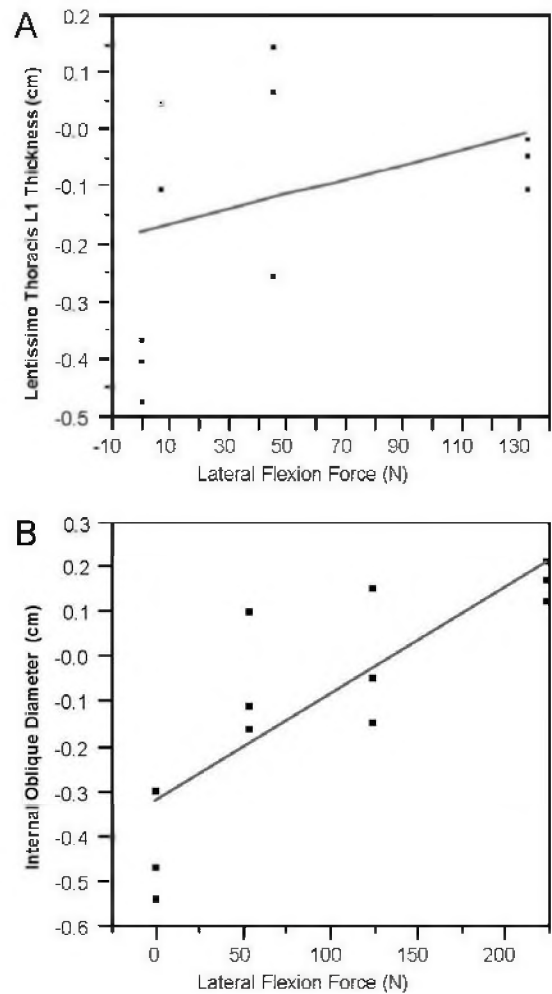 A
Lentissimo Thoracis L1 Thickness (cm)
0.2
0.1
-0.0
-0.1
-0.2
-0.3
-0.4
-0.5
-10 10 30 50 70 90 110 130
Lateral Flexion Force (N)
B
Internal Oblique Diameter (cm)
0.3
0.2
0.1
-0.0
-0.1
-0.2
-0.3
-0.4
-0.5
-0.6
0 50 100 150 200
Lateral Flexion Force (N)